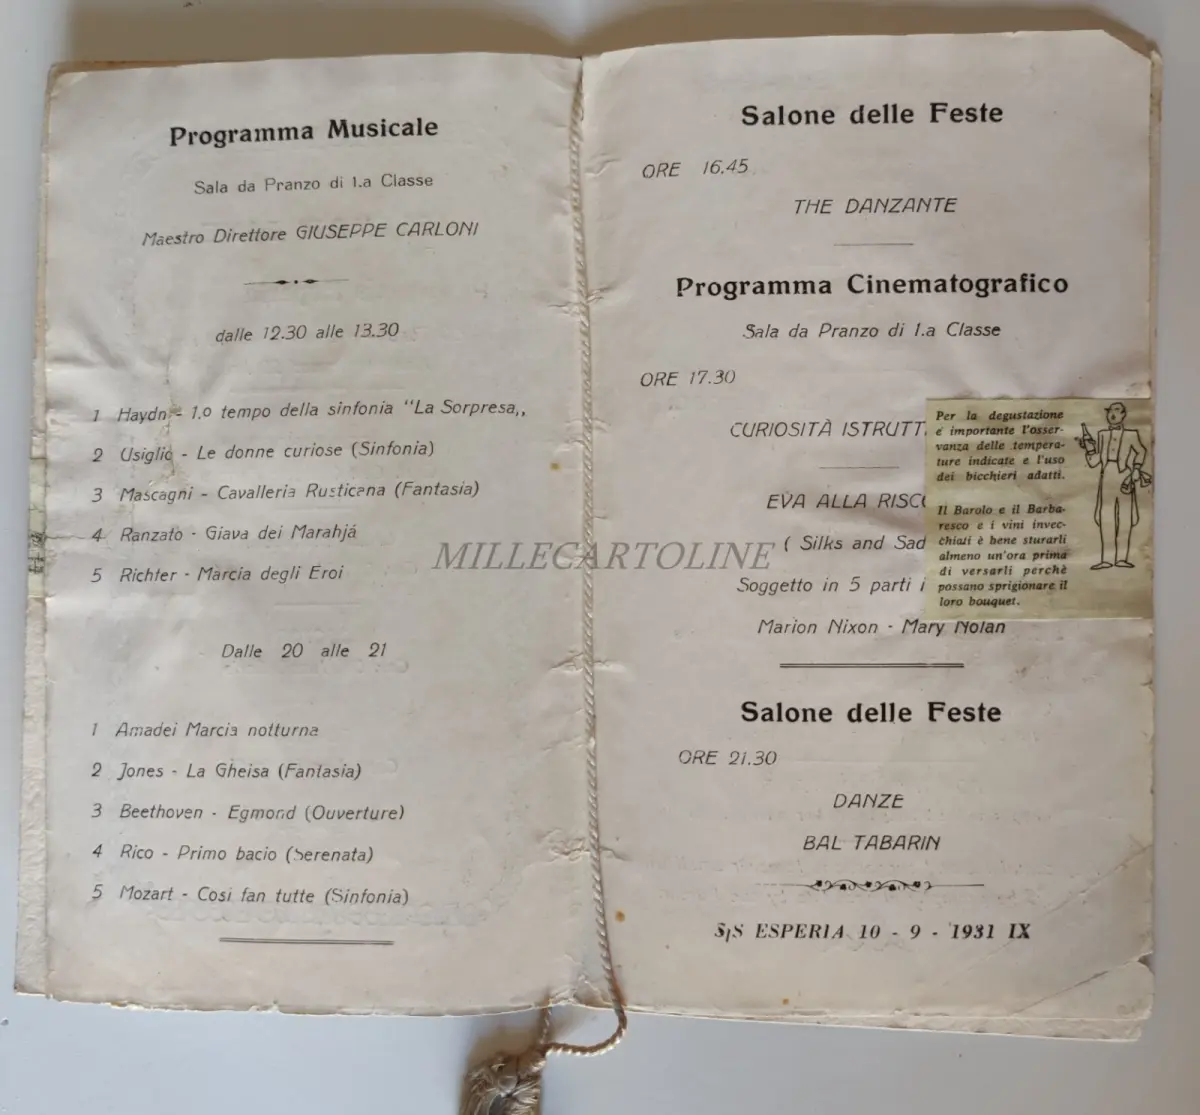 Programma Musicale
Sala da Pranzo di 1.a Classe
Maestro Direttore GIUSEPPE CARLONI
dalle 12.30 alle 13.30
1 Haydn - 1.o tempo della sinfonia "La Sorpresa,,
2 Usiglio - Le donne curiose (Sinfonia)
3 Mascagni - Cavalleria Rusticana (Fantasia)
4 Ranzato - Giava dei Marahjá
5 Richter - Marcia degli Eroi
Dalle 20 alle 21
1 Amadei Marcia notturna
2 Jones - La Gheisa (Fantasia)
3 Beethoven - Egmond (Ouverture)
4 Rico - Primo bacio (Serenata)
5 Mozart - Cosi fan tutte (Sinfonia)
Salone delle Feste
ORE 16.45
THE DANZANTE
Programma Cinematografico
Sala da Pranzo di 1.a Classe
ORE 17.30
CURIOSITÀ ISTRUTT
EVA ALLA RISC
( Silks and Sad
Soggetto in 5 parti i
Marion Nixon - Mary Nolan
Per la degustazione
e' importante l'osser-
vanza delle tempera-
ture indicate e l'uso
dei bicchieri adatti.
Il Barolo e il Barba-
resco e i vini invec-
chiati è bene sturarli
almeno un'ora prima
di versarli perchè
possano sprigionare il
loro bouquet.
Salone delle Feste
ORE 21.30
DANZE
BAL TABARIN
S/S ESPERIA 10 - 9 - 1931 IX
MILLECARTOLINE